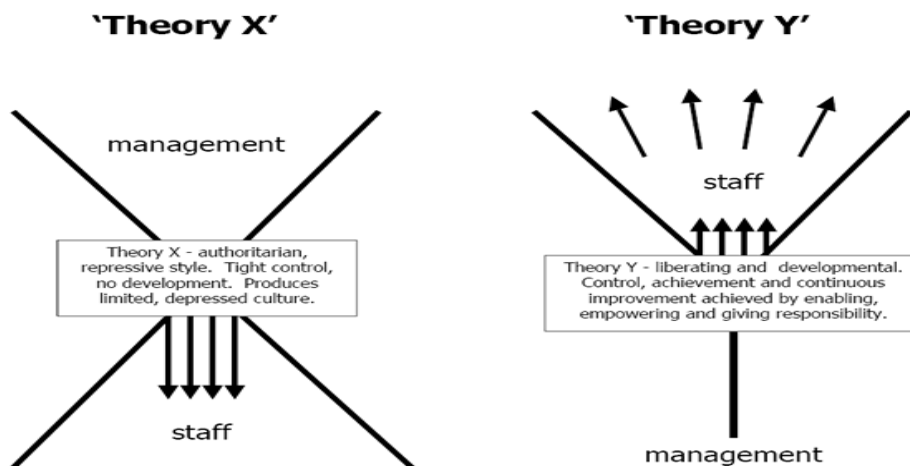 ‘Theory X’
management
Theory X - authoritarian,
repressive style. Tight control,
no development. Produces
limited, depressed culture.
staff
‘Theory Y’
staff
Theory Y - liberating and developmental.
Control, achievement and continuous
improvement achieved by enabling,
empowering and giving responsibility.
management